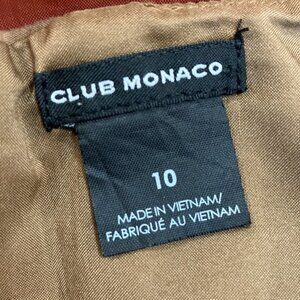 CLUB MONACO
10
MADE IN VIETNAM/
FABRIQUÉ AU VIETNAM